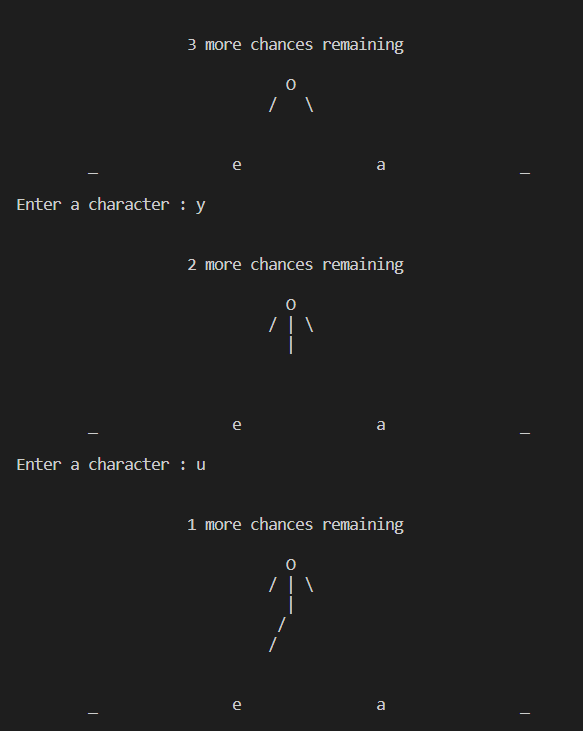 3 more chances remaining
O
/   \
_ e a _
Enter a character : y
2 more chances remaining
O
/ | \
|
_ e a _
Enter a character : u
1 more chances remaining
O
/ | \
|
/
/
_ e a _